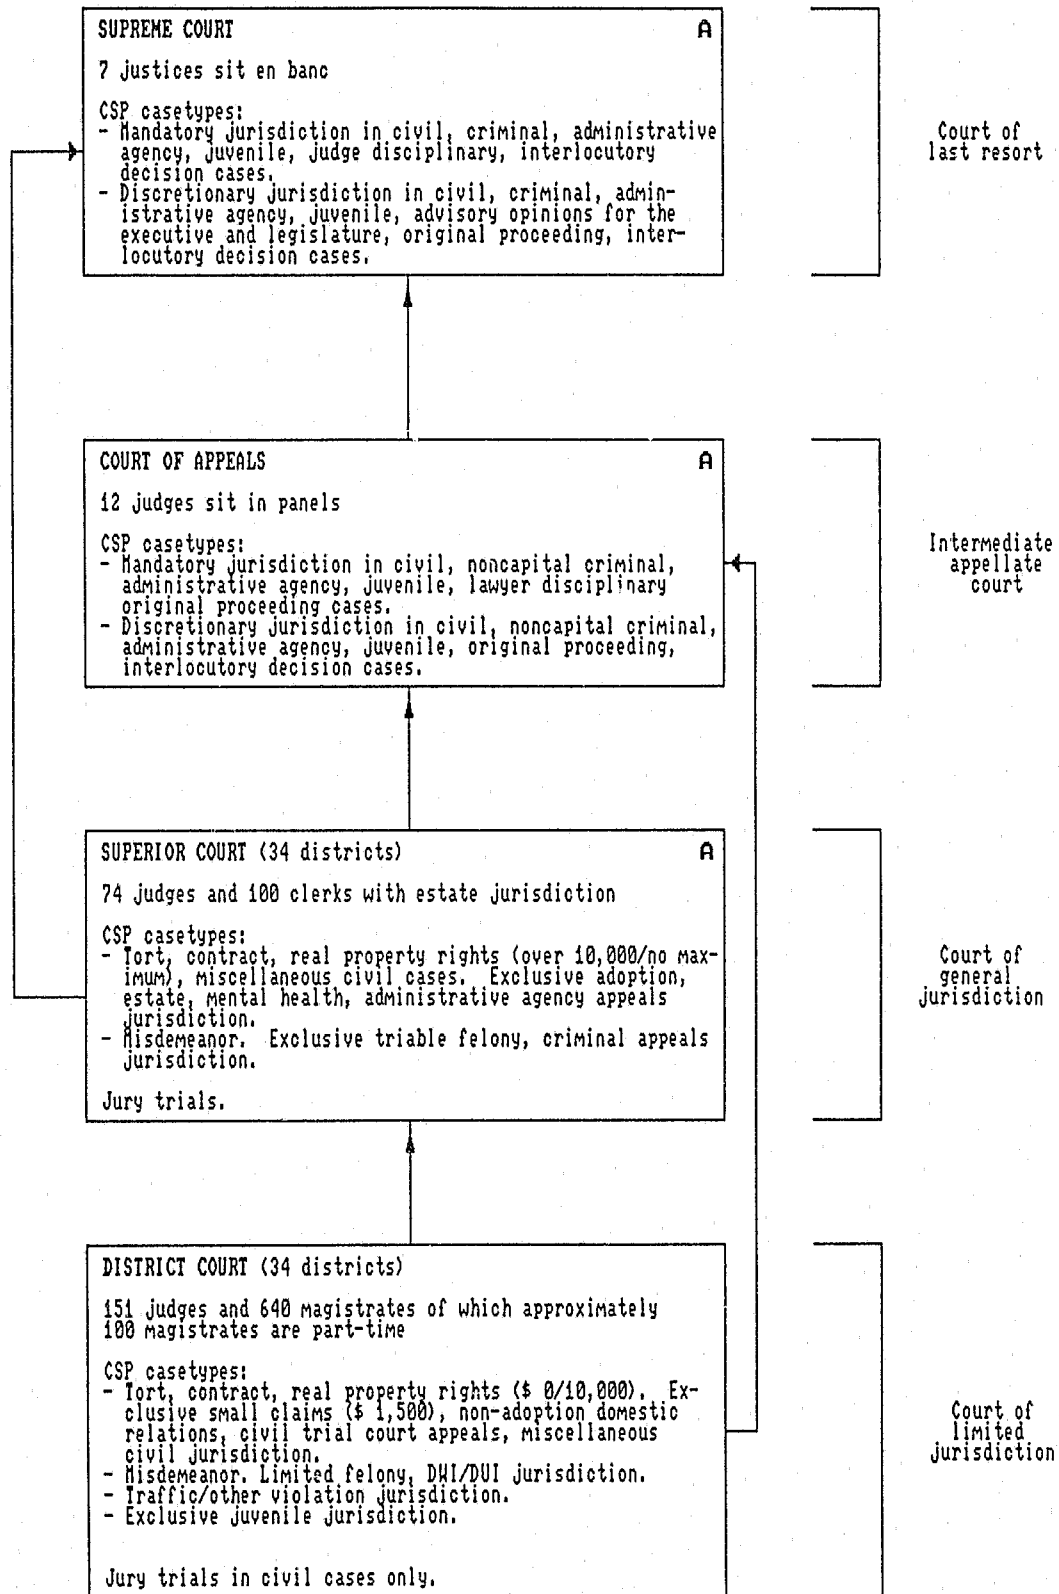 SUPREME COURT A
7 justices sit en banc
CSP casetypes:
- Mandatory jurisdiction in civil, criminal, administrative
agency, juvenile, judge disciplinary, interlocutory
decision cases.
- Discretionary jurisdiction in civil, criminal, admin-
istrative agency, juvenile, advisory opinions for the
executive and legislature, original proceeding, inter-
locutory decision cases.
Court of
last resort
COURT OF APPEALS A
12 judges sit in panels
CSP casetypes:
- Mandatory jurisdiction in civil, noncapital criminal,
administrative agency, juvenile, lawyer disciplinary
original proceeding cases.
- Discretionary jurisdiction in civil, noncapital criminal,
administrative agency, juvenile, original proceeding,
interlocutory decision cases.
Intermediate
appellate
court
SUPERIOR COURT (34 districts) A
74 judges and 100 clerks with estate jurisdiction
CSP casetypes:
- Tort, contract, real property rights (over 10,000/no max-
imum), miscellaneous civil cases. Exclusive adoption,
estate, mental health, administrative agency appeals
jurisdiction.
- Misdemeanor. Exclusive triable felony, criminal appeals
jurisdiction.
Jury trials.
Court of
general
jurisdiction
DISTRICT COURT (34 districts)
151 judges and 640 magistrates of which approximately
100 magistrates are part-time
CSP casetypes:
- Tort, contract, real property rights ($ 0/10,000). Ex-
clusive small claims ($ 1,500), non-adoption domestic
relations, civil trial court appeals, miscellaneous
civil jurisdiction.
- Misdemeanor. Limited felony, DWI/DUI jurisdiction.
- Traffic/other violation jurisdiction.
- Exclusive juvenile jurisdiction.
Jury trials in civil cases only.
Court of
limited
jurisdiction